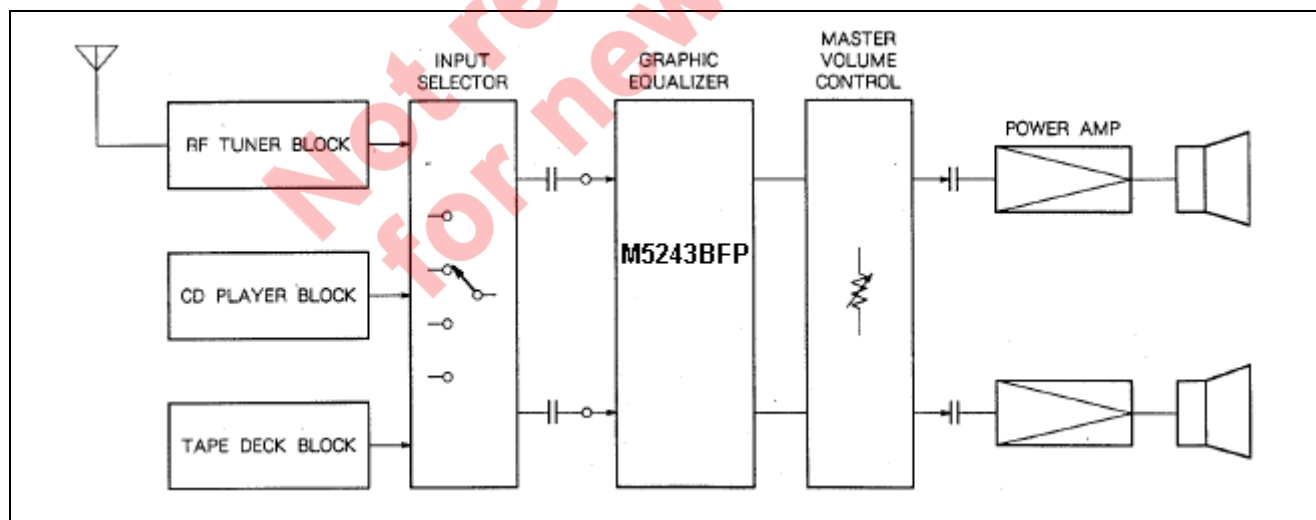 Not re
for new
INPUT
SELECTOR
GRAPHIC
EQUALIZER
MASTER
VOLUME
CONTROL
RF TUNER BLOCK
POWER AMP
M5243BFP
CD PLAYER BLOCK
TAPE DECK BLOCK